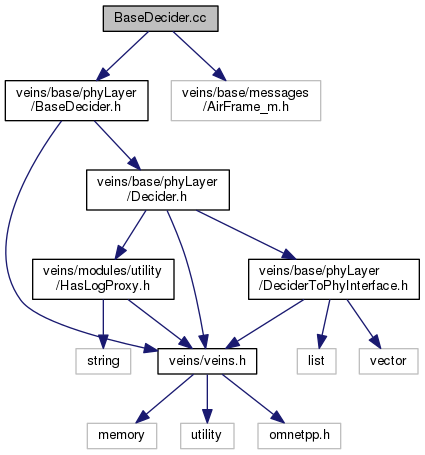 BaseDecider.cc
veins/base/phyLayer
/BaseDecider.h
veins/base/messages
/AirFrame_m.h
veins/base/phyLayer
/Decider.h
veins/modules/utility
/HasLogProxy.h
veins/base/phyLayer
/DeciderToPhyInterface.h
string
veins/veins.h
list
vector
memory
utility
omnetpp.h